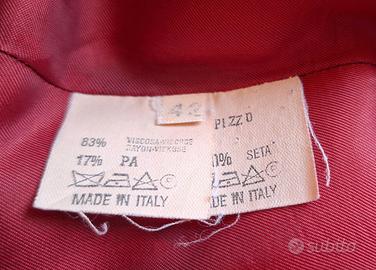 42
PIZZO
83% VISCOSA-VISCOSE
RAYON-VISKOSE
17% PA
SETA
MADE IN ITALY
MADE IN ITALY
subito